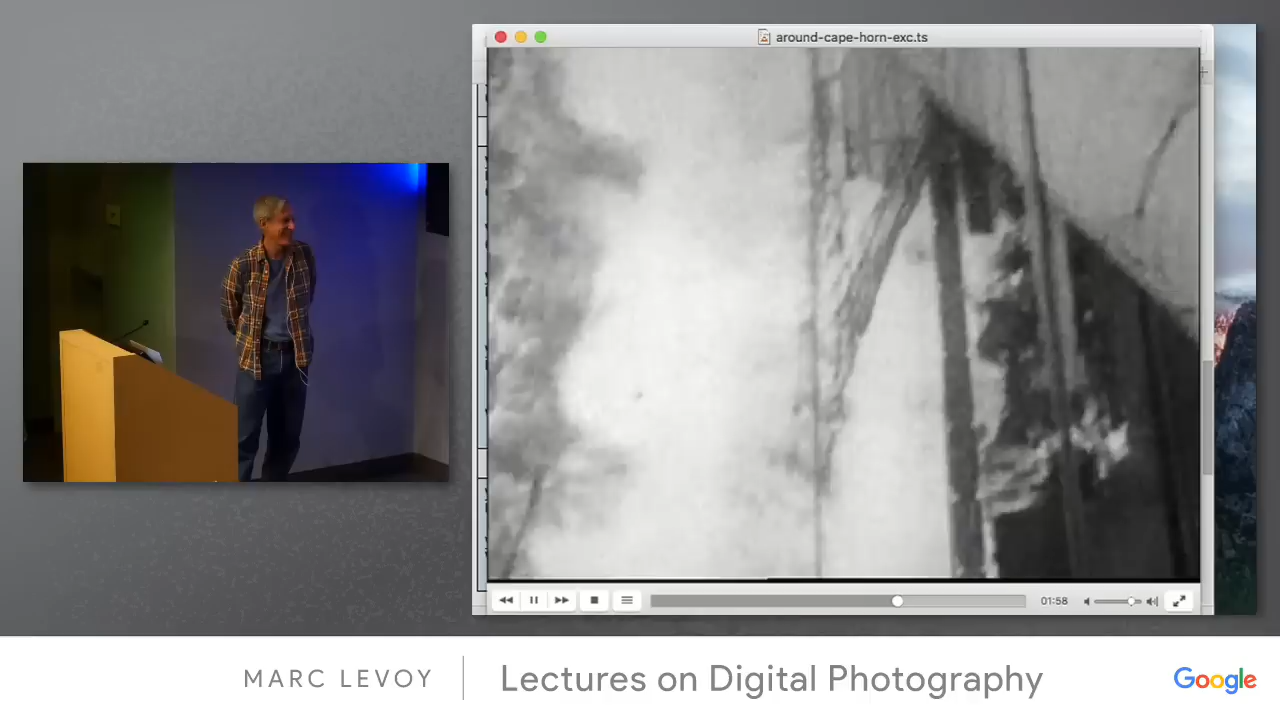 around-cape-horn-exc.ts
01:58
MARC LEVOY
Lectures on Digital Photography
Google